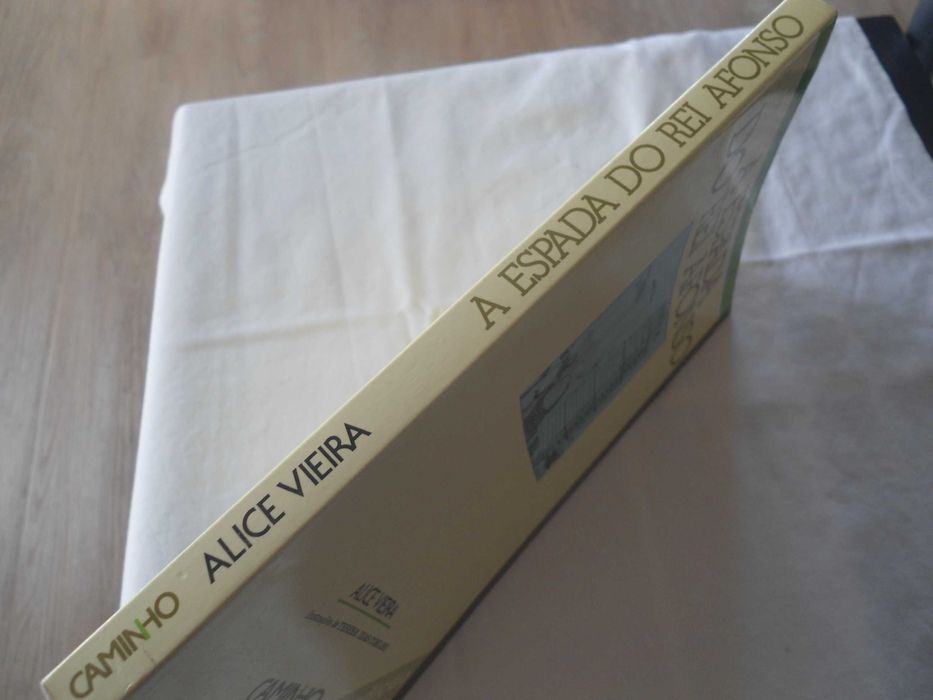 CAMINHO ALICE VIEIRA A ESPADA DO REI AFONSO
ALICE VIEIRA
CAMINHO